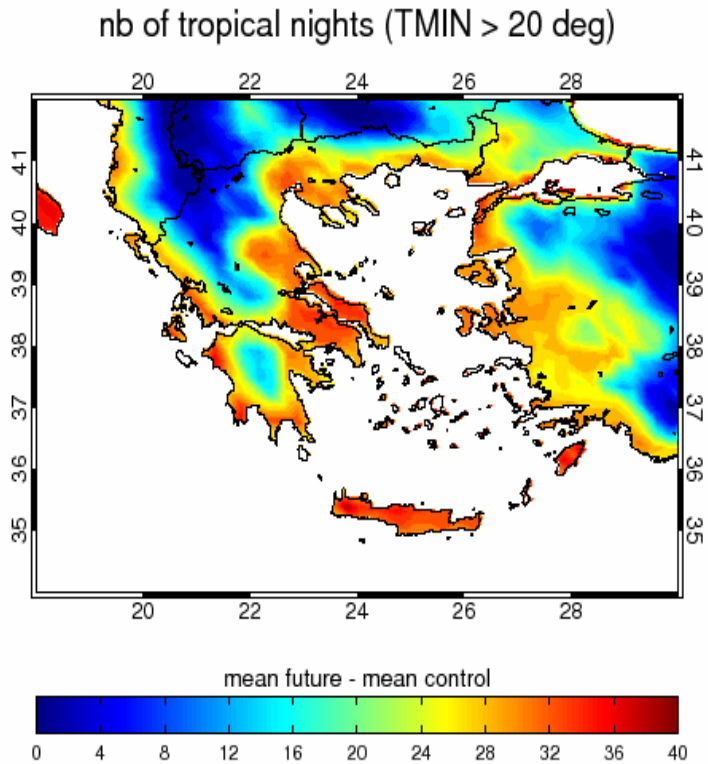 nb of tropical nights (TMIN > 20 deg)
20 22 24 26 28
41 41
40 40
39 39
38 38
37 37
36 36
35 35
20 22 24 26 28
mean future - mean control
0 4 8 12 16 20 24 28 32 36 40